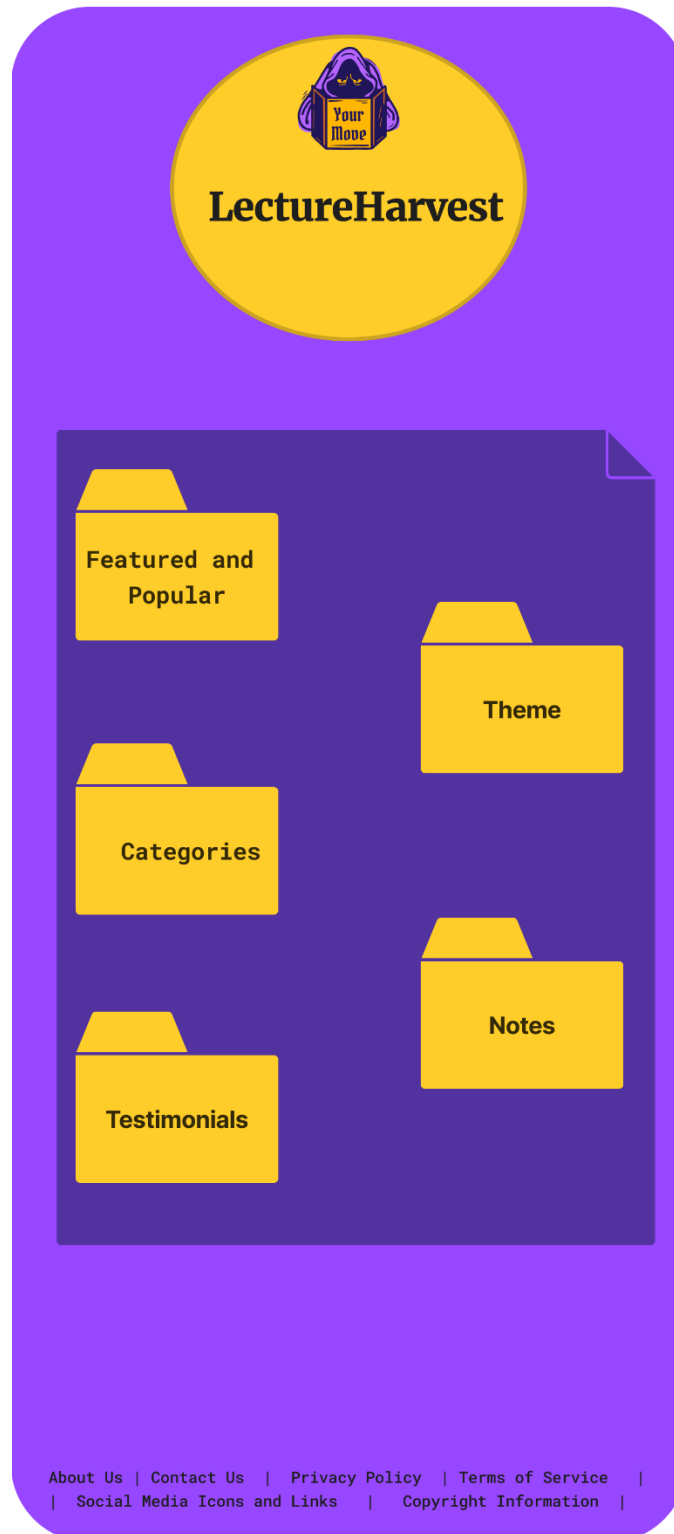 Your
Move
LectureHarvest
Featured and
Popular
Theme
Categories
Notes
Testimonials
About Us | Contact Us | Privacy Policy | Terms of Service |
| Social Media Icons and Links | Copyright Information |